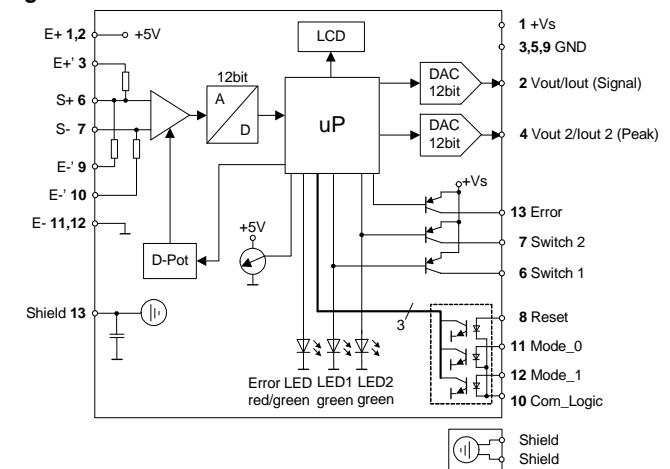 E+ 1,2
+5V
E+' 3
S+ 6
S- 7
E-' 9
E-' 10
E- 11,12
Shield 13
12bit
A
D
D-Pot
+5V
LCD
uP
DAC
12bit
DAC
12bit
+Vs
3
Error LED LED1 LED2
red/green green green
1 +Vs
3,5,9 GND
2 Vout/Iout (Signal)
4 Vout 2/Iout 2 (Peak)
13 Error
7 Switch 2
6 Switch 1
8 Reset
11 Mode_0
12 Mode_1
10 Com_Logic
Shield
Shield